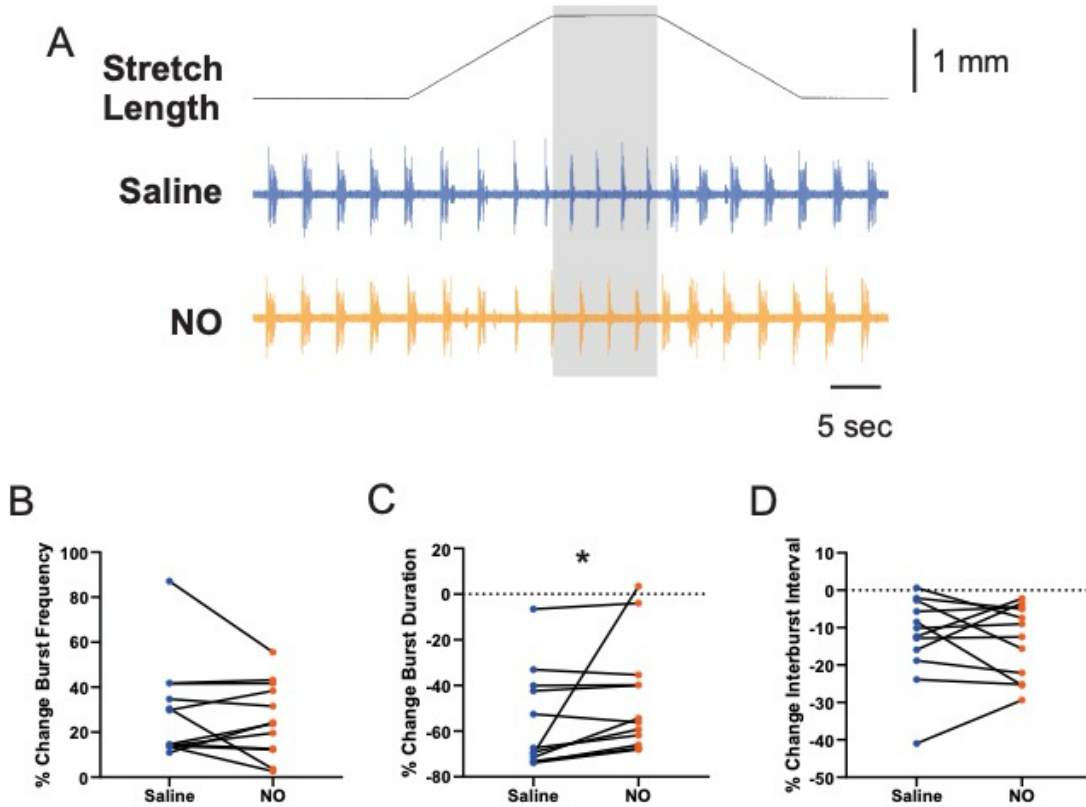 A
Stretch
Length
1 mm
Saline
NO
5 sec
B
% Change Burst Frequency
100
80
60
40
20
0
Saline NO
C
% Change Burst Duration
20
0
-20
-40
-60
-80
*
Saline NO
D
% Change Interburst Interval
10
0
-10
-20
-30
-40
-50
Saline NO